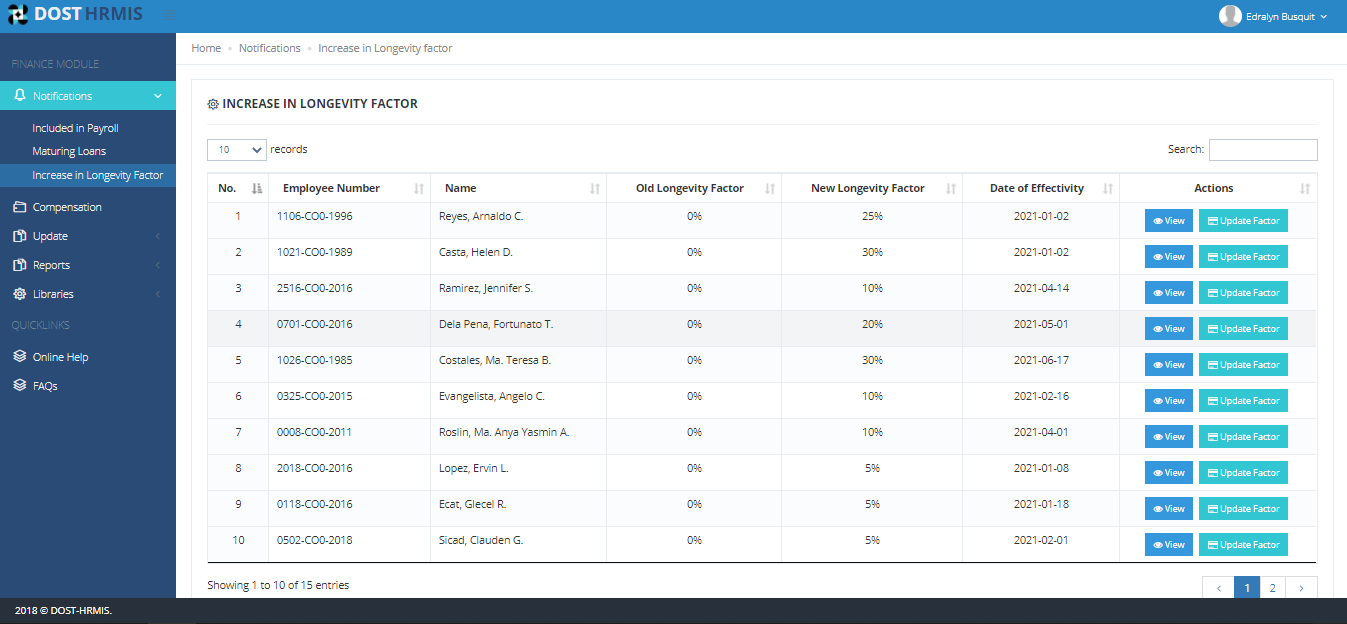 DOST HRMIS
Edralyn Busquit
Home • Notifications • Increase in Longevity factor
FINANCE MODULE
Notifications
Included in Payroll
Maturing Loans
Increase in Longevity Factor
Compensation
Update
Reports
Libraries
QUICKLINKS
Online Help
FAQs
INCREASE IN LONGEVITY FACTOR
10 records
Search:
No. Employee Number Name Old Longevity Factor New Longevity Factor Date of Effectivity Actions
1 1106-CO0-1996 Reyes, Arnaldo C. 0% 25% 2021-01-02 View Update Factor
2 1021-CO0-1989 Casta, Helen D. 0% 30% 2021-01-02 View Update Factor
3 2516-CO0-2016 Ramirez, Jennifer S. 0% 10% 2021-04-14 View Update Factor
4 0701-CO0-2016 Dela Pena, Fortunato T. 0% 20% 2021-05-01 View Update Factor
5 1026-CO0-1985 Costales, Ma. Teresa B. 0% 30% 2021-06-17 View Update Factor
6 0325-CO0-2015 Evangelista, Angelo C. 0% 10% 2021-02-16 View Update Factor
7 0008-CO0-2011 Roslin, Ma. Anya Yasmin A. 0% 10% 2021-04-01 View Update Factor
8 2018-CO0-2016 Lopez, Ervin L. 0% 5% 2021-01-08 View Update Factor
9 0118-CO0-2016 Ecat, Glecel R. 0% 5% 2021-01-18 View Update Factor
10 0502-CO0-2018 Sicad, Clauden G. 0% 5% 2021-02-01 View Update Factor
Showing 1 to 10 of 15 entries
‹ 1 2 ›
2018 © DOST-HRMIS.